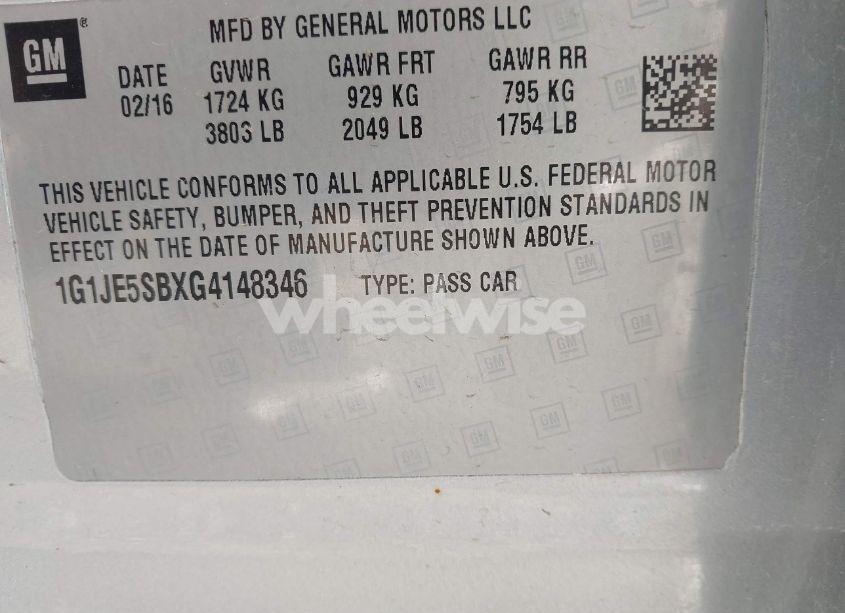 GM ®
MFD BY GENERAL MOTORS LLC
DATE GVWR GAWR FRT GAWR RR
02/16 1724 KG 929 KG 795 KG
3803 LB 2049 LB 1754 LB
THIS VEHICLE CONFORMS TO ALL APPLICABLE U.S. FEDERAL MOTOR
VEHICLE SAFETY, BUMPER, AND THEFT PREVENTION STANDARDS IN
EFFECT ON THE DATE OF MANUFACTURE SHOWN ABOVE.
1G1JE5SBXG4148346 TYPE: PASS CAR
wheelwise